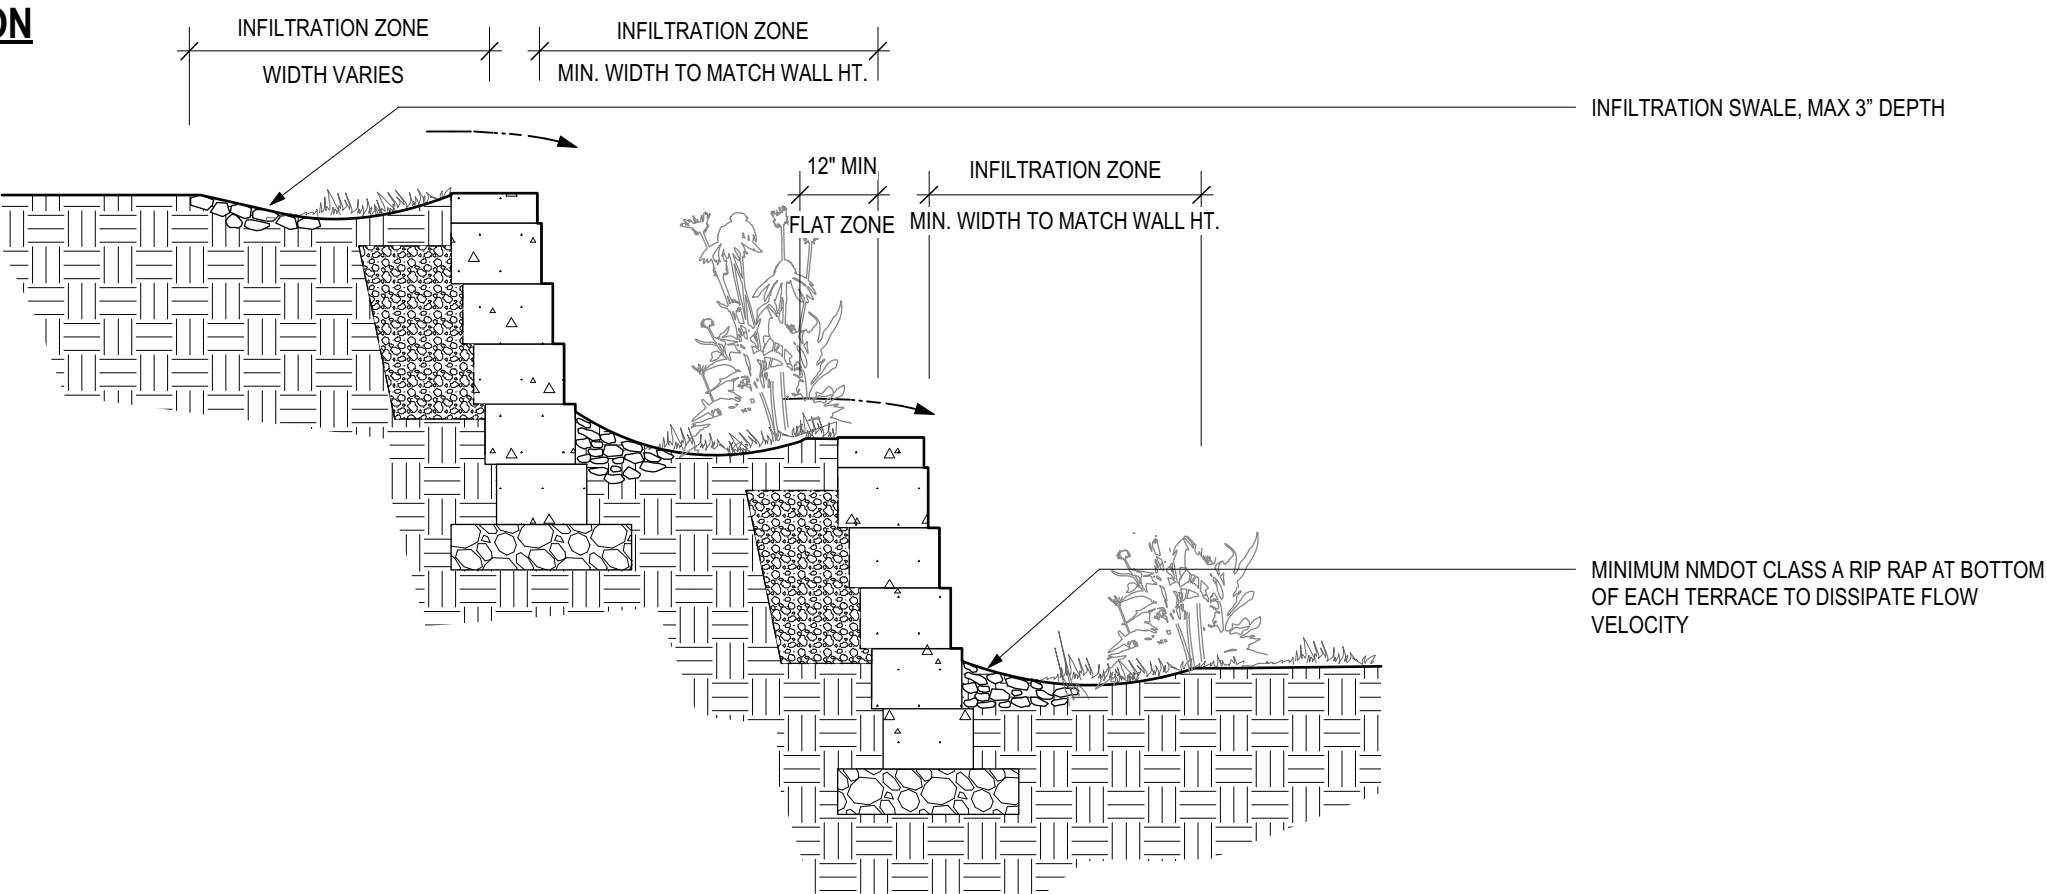 INFILTRATION ZONE
WIDTH VARIES
INFILTRATION ZONE
MIN. WIDTH TO MATCH WALL HT.
INFILTRATION SWALE, MAX 3” DEPTH
12" MIN
FLAT ZONE
INFILTRATION ZONE
MIN. WIDTH TO MATCH WALL HT.
MINIMUM NMDOT CLASS A RIP RAP AT BOTTOM
OF EACH TERRACE TO DISSIPATE FLOW
VELOCITY